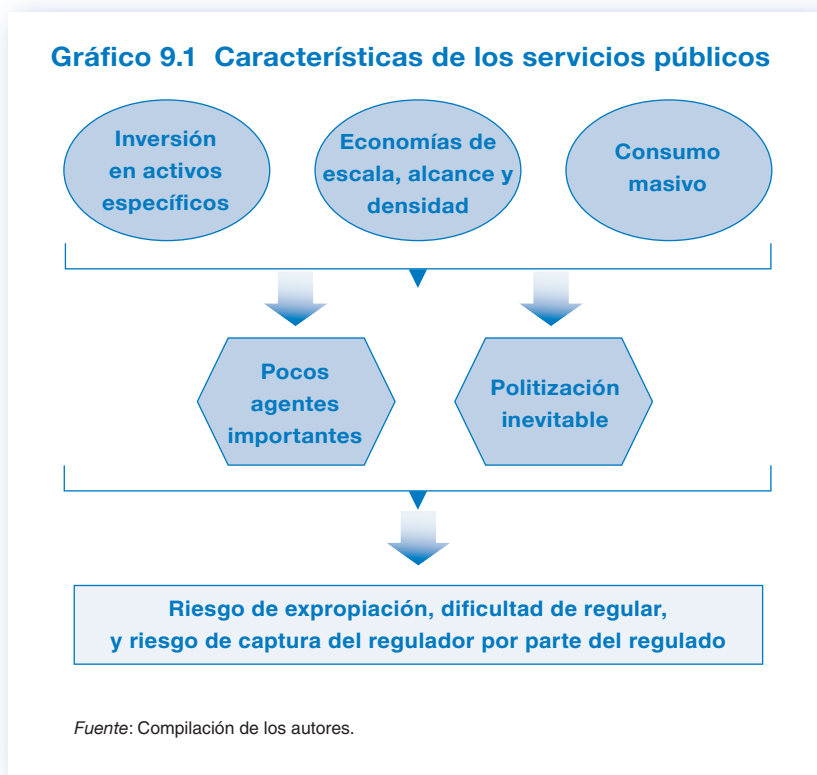 Gráfico 9.1 Características de los servicios públicos
Inversión
en activos
específicos
Economías de
escala, alcance y
densidad
Consumo
masivo
Pocos
agentes
importantes
Politización
inevitable
Riesgo de expropiación, dificultad de regular,
y riesgo de captura del regulador por parte del regulado
Fuente: Compilación de los autores.